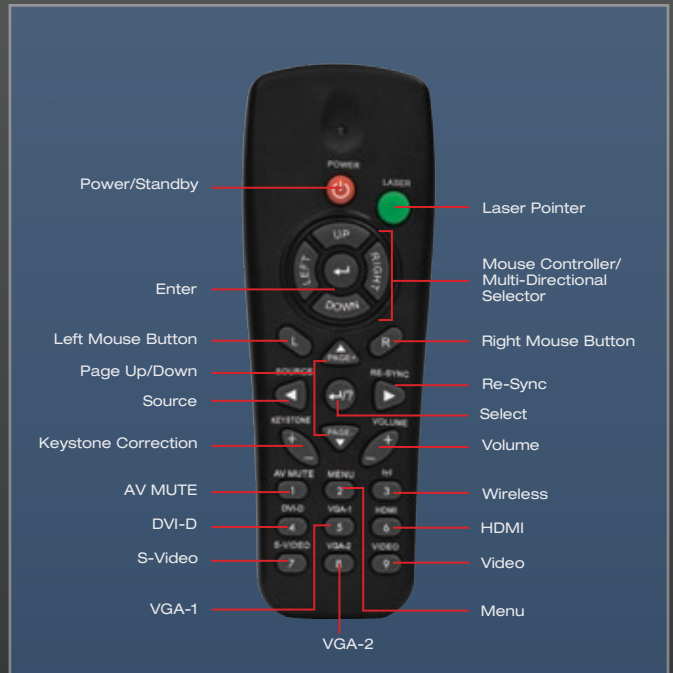 POWER
LASER
Power/Standby
Laser Pointer
UP
LEFT
RIGHT
DOWN
Mouse Controller/
Multi-Directional
Selector
Enter
Left Mouse Button
L
R
Right Mouse Button
PAGE+
Page Up/Down
SOURCE
RE-SYNC
Re-Sync
Source
↵/?
Select
KEYSTONE
VOLUME
PAGE-
Keystone Correction
+
−
+
−
Volume
AV MUTE
MENU
AV MUTE
1
2
3
Wireless
DVI-D
VGA-1
HDMI
DVI-D
4
5
6
HDMI
S-VIDEO
VGA-2
VIDEO
S-Video
7
8
9
Video
VGA-1
Menu
VGA-2